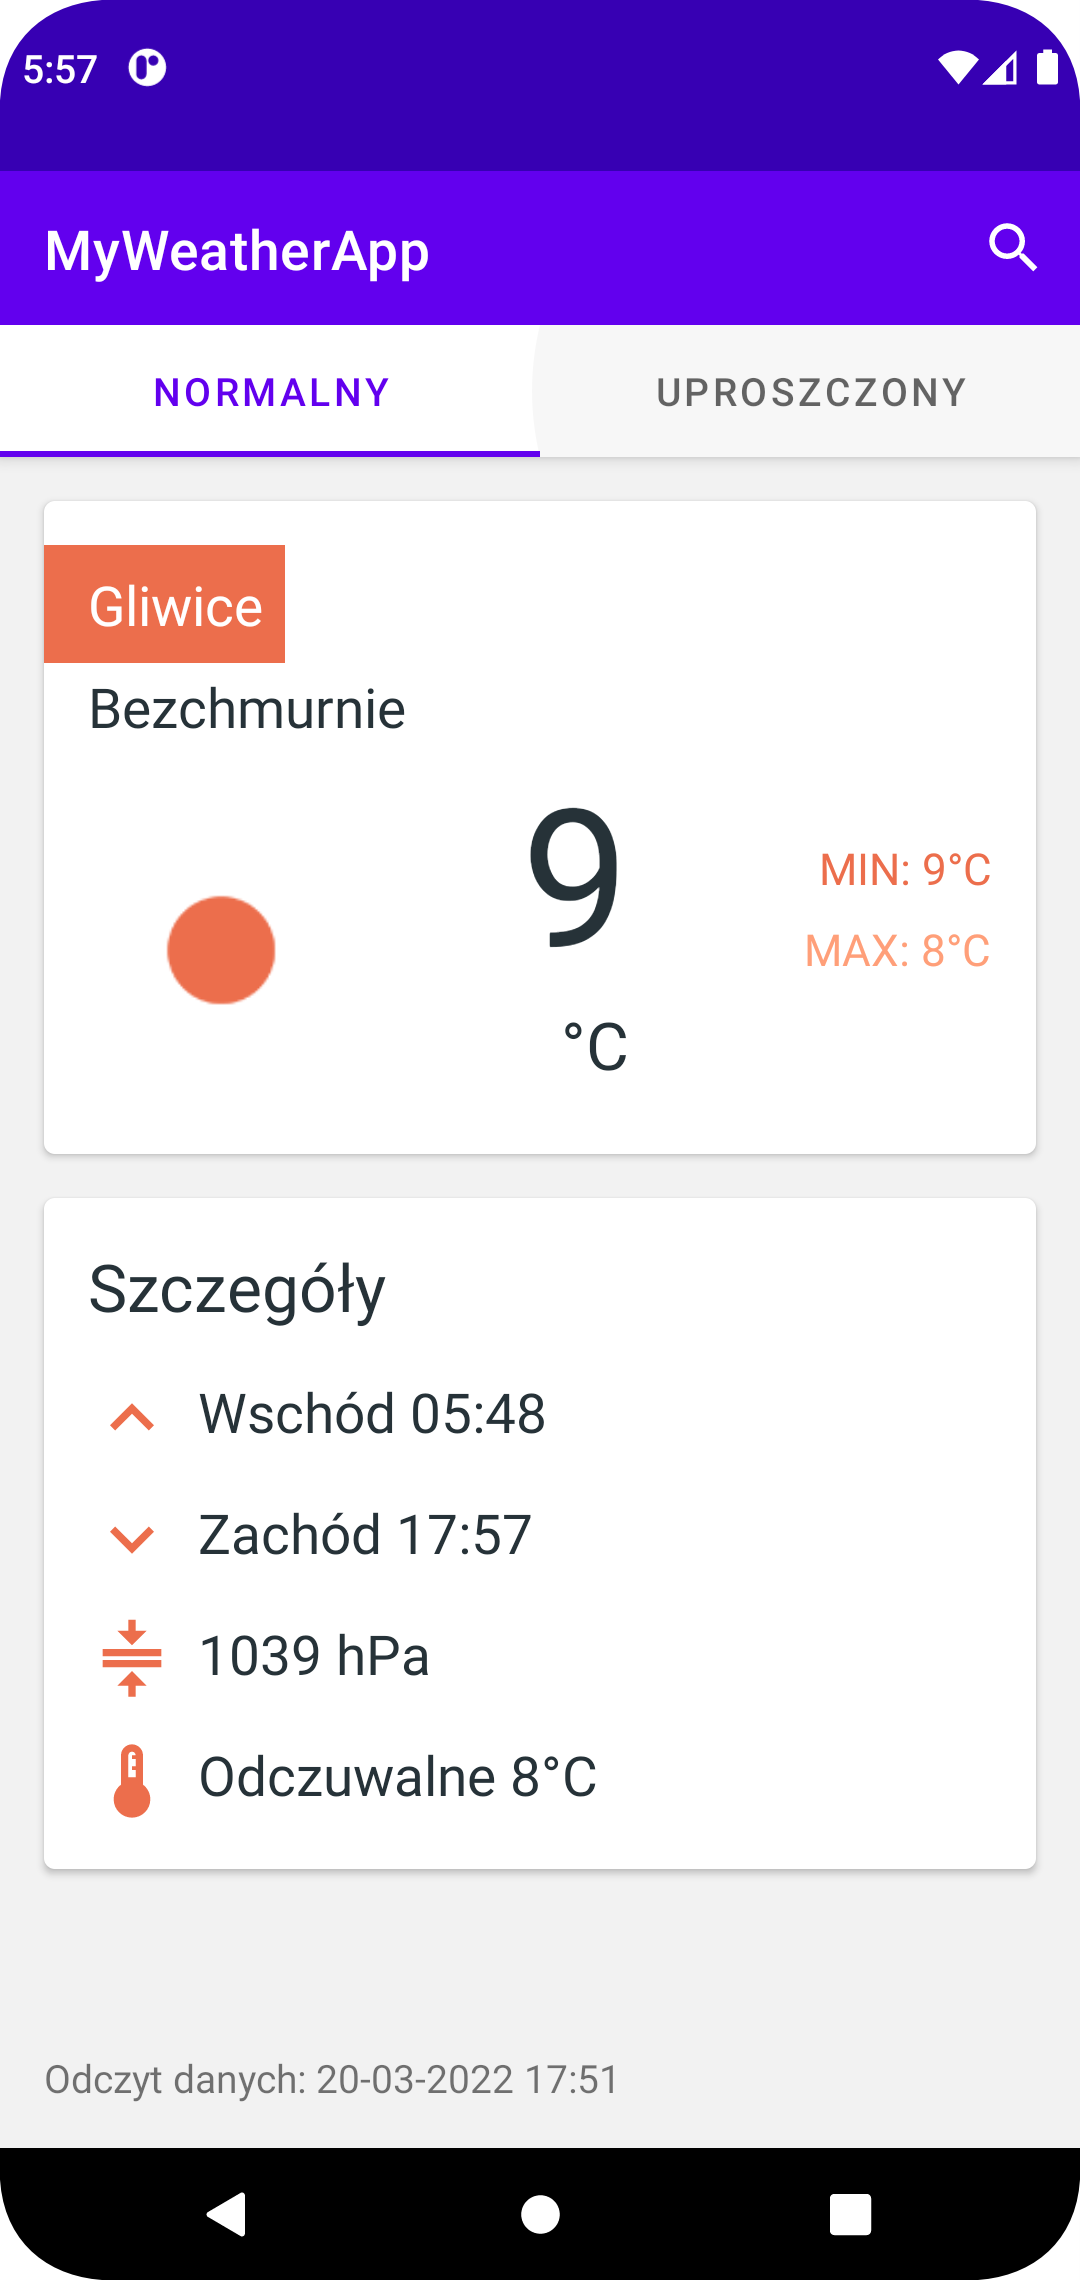 5:57
MyWeatherApp
NORMALNY UPROSZCZONY
Gliwice
Bezchmurnie
9
°C
MIN: 9°C
MAX: 8°C
Szczegóły
Wschód 05:48
Zachód 17:57
1039 hPa
Odczuwalne 8°C
Odczyt danych: 20-03-2022 17:51